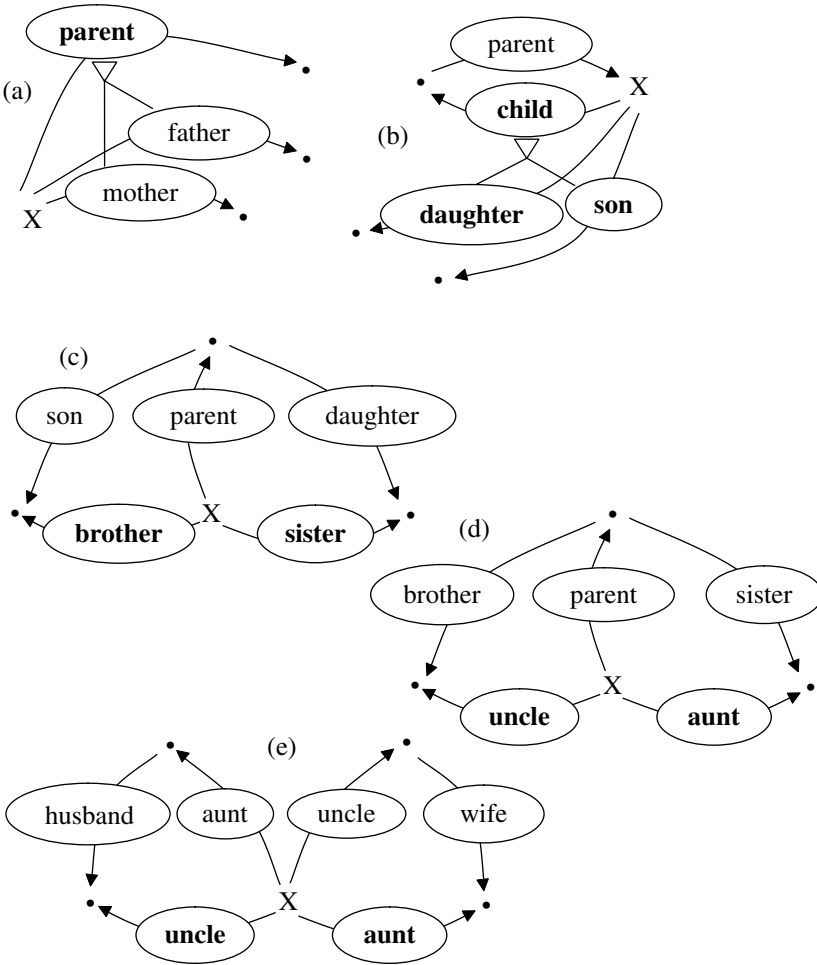 parent
(a)
father
mother
X
parent
X
child
(b)
daughter
son
(c)
son
parent
daughter
brother
X
sister
(d)
brother
parent
sister
uncle
X
aunt
(e)
husband
aunt
uncle
wife
uncle
X
aunt